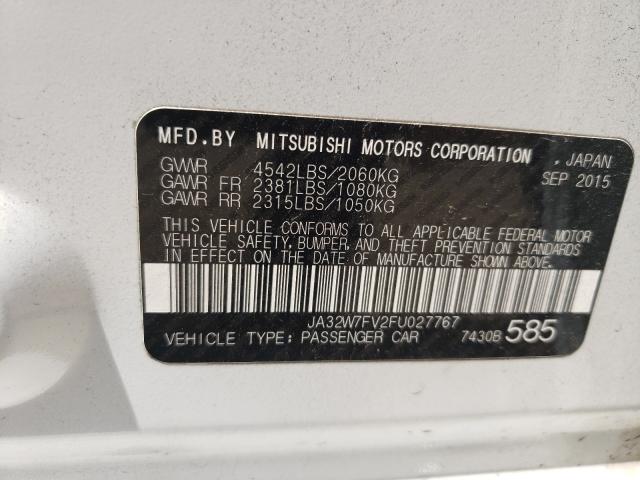 MFD.BY MITSUBISHI MOTORS CORPORATION . JAPAN
GVWR 4542LBS/2060KG SEP 2015
GAWR FR 2381LBS/1080KG
GAWR RR 2315LBS/1050KG
THIS VEHICLE CONFORMS TO ALL APPLICABLE FEDERAL MOTOR
VEHICLE SAFETY, BUMPER, AND THEFT PREVENTION STANDARDS
IN EFFECT ON THE DATE OF MANUFACTURE SHOWN ABOVE.
JA32W7FV2FU027767
VEHICLE TYPE: PASSENGER CAR 7430B 585